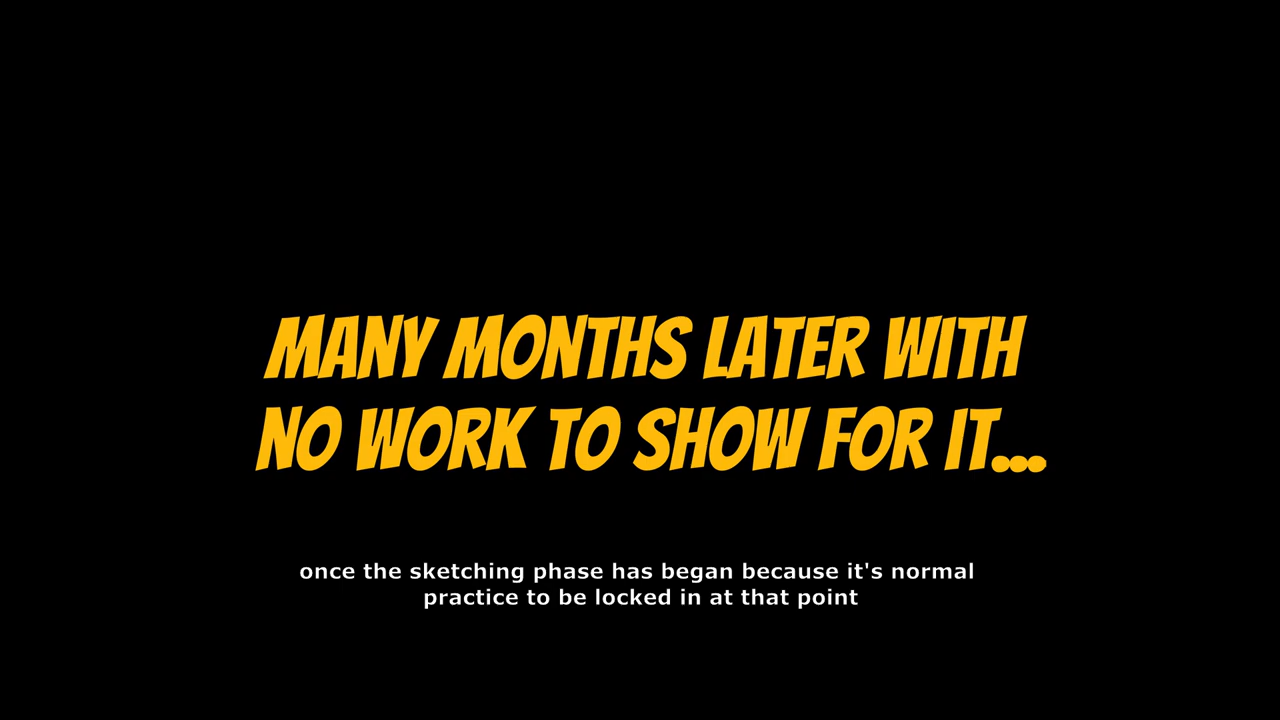 MANY MONTHS LATER WITH
NO WORK TO SHOW FOR IT...
once the sketching phase has began because it's normal
practice to be locked in at that point